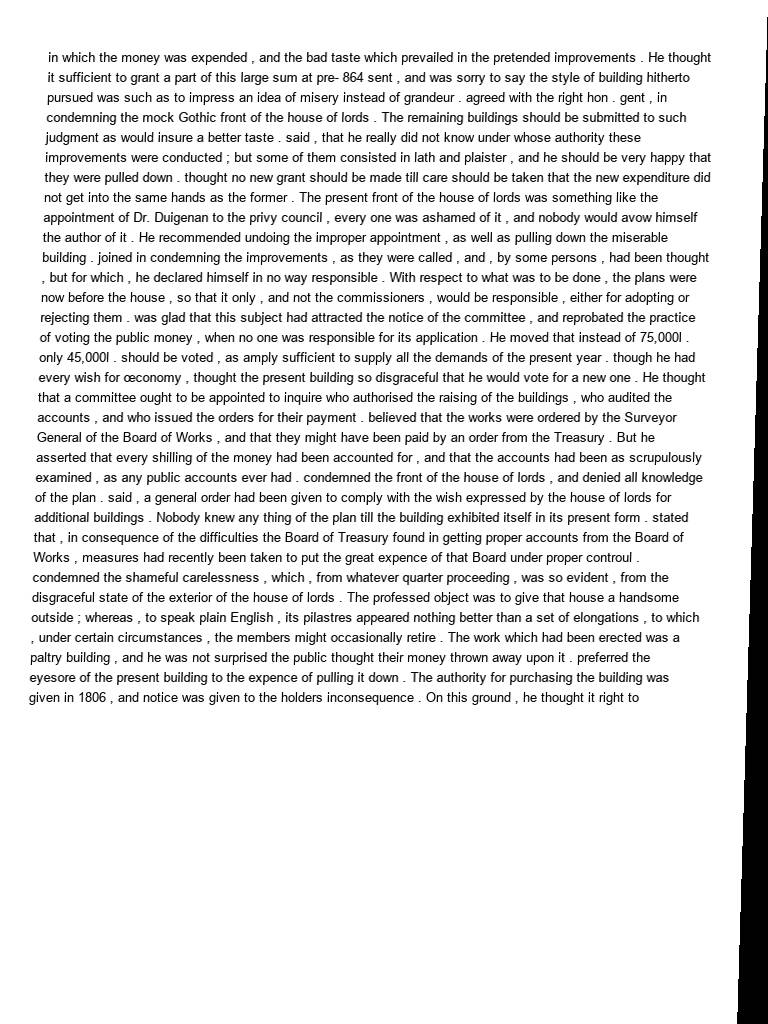 in which the money was expended , and the bad taste which prevailed in the pretended improvements . He thought
it sufficient to grant a part of this large sum at pre- 864 sent , and was sorry to say the style of building hitherto
pursued was such as to impress an idea of misery instead of grandeur . agreed with the right hon . gent , in
condemning the mock Gothic front of the house of lords . The remaining buildings should be submitted to such
judgment as would insure a better taste . said , that he really did not know under whose authority these
improvements were conducted ; but some of them consisted in lath and plaister , and he should be very happy that
they were pulled down . thought no new grant should be made till care should be taken that the new expenditure did
not get into the same hands as the former . The present front of the house of lords was something like the
appointment of Dr. Duigenan to the privy council , every one was ashamed of it , and nobody would avow himself
the author of it . He recommended undoing the improper appointment , as well as pulling down the miserable
building . joined in condemning the improvements , as they were called , and , by some persons , had been thought
, but for which , he declared himself in no way responsible . With respect to what was to be done , the plans were
now before the house , so that it only , and not the commissioners , would be responsible , either for adopting or
rejecting them . was glad that this subject had attracted the notice of the committee , and reprobated the practice
of voting the public money , when no one was responsible for its application . He moved that instead of 75,000l .
only 45,000l . should be voted , as amply sufficient to supply all the demands of the present year . though he had
every wish for œconomy , thought the present building so disgraceful that he would vote for a new one . He thought
that a committee ought to be appointed to inquire who authorised the raising of the buildings , who audited the
accounts , and who issued the orders for their payment . believed that the works were ordered by the Surveyor
General of the Board of Works , and that they might have been paid by an order from the Treasury . But he
asserted that every shilling of the money had been accounted for , and that the accounts had been as scrupulously
examined , as any public accounts ever had . condemned the front of the house of lords , and denied all knowledge
of the plan . said , a general order had been given to comply with the wish expressed by the house of lords for
additional buildings . Nobody knew any thing of the plan till the building exhibited itself in its present form . stated
that , in consequence of the difficulties the Board of Treasury found in getting proper accounts from the Board of
Works , measures had recently been taken to put the great expence of that Board under proper controul .
condemned the shameful carelessness , which , from whatever quarter proceeding , was so evident , from the
disgraceful state of the exterior of the house of lords . The professed object was to give that house a handsome
outside ; whereas , to speak plain English , its pilastres appeared nothing better than a set of elongations , to which
, under certain circumstances , the members might occasionally retire . The work which had been erected was a
paltry building , and he was not surprised the public thought their money thrown away upon it . preferred the
eyesore of the present building to the expence of pulling it down . The authority for purchasing the building was
given in 1806 , and notice was given to the holders inconsequence . On this ground , he thought it right to